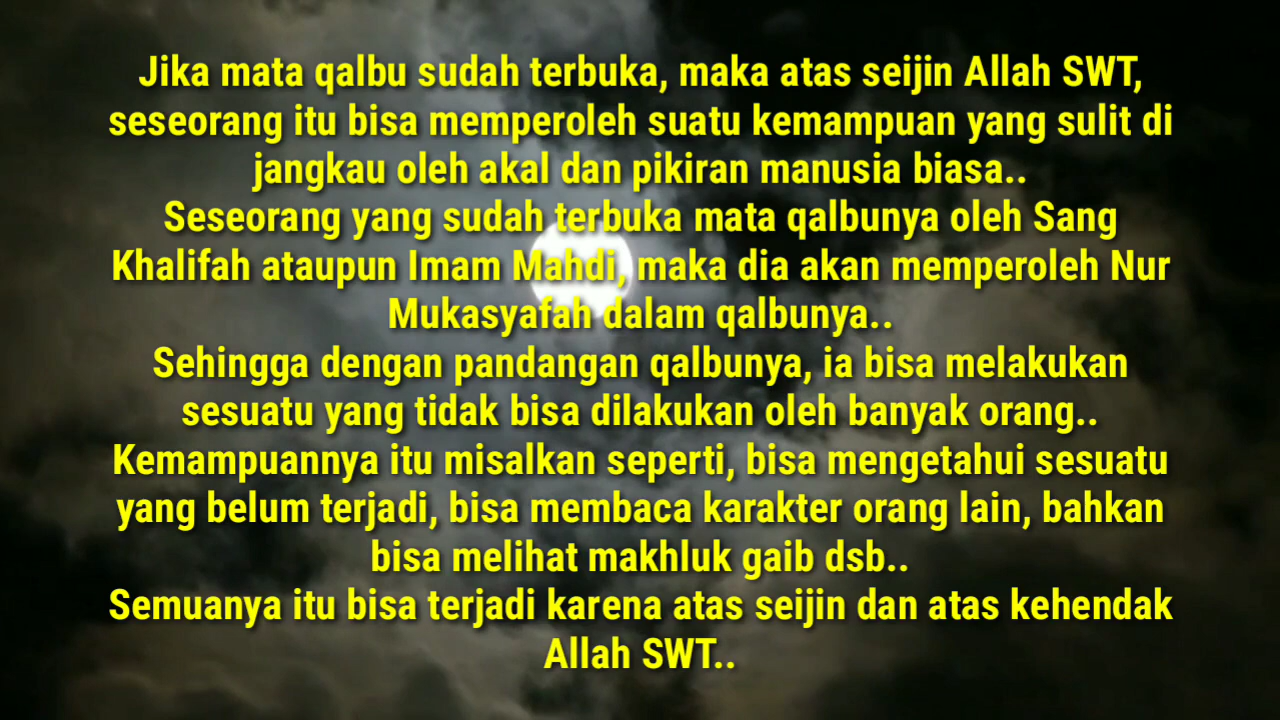 Jika mata qalbu sudah terbuka, maka atas seijin Allah SWT,
seseorang itu bisa memperoleh suatu kemampuan yang sulit di
jangkau oleh akal dan pikiran manusia biasa..
Seseorang yang sudah terbuka mata qalbunya oleh Sang
Khalifah ataupun Imam Mahdi, maka dia akan memperoleh Nur
Mukasyafah dalam qalbunya..
Sehingga dengan pandangan qalbunya, ia bisa melakukan
sesuatu yang tidak bisa dilakukan oleh banyak orang..
Kemampuannya itu misalkan seperti, bisa mengetahui sesuatu
yang belum terjadi, bisa membaca karakter orang lain, bahkan
bisa melihat makhluk gaib dsb..
Semuanya itu bisa terjadi karena atas seijin dan atas kehendak
Allah SWT..